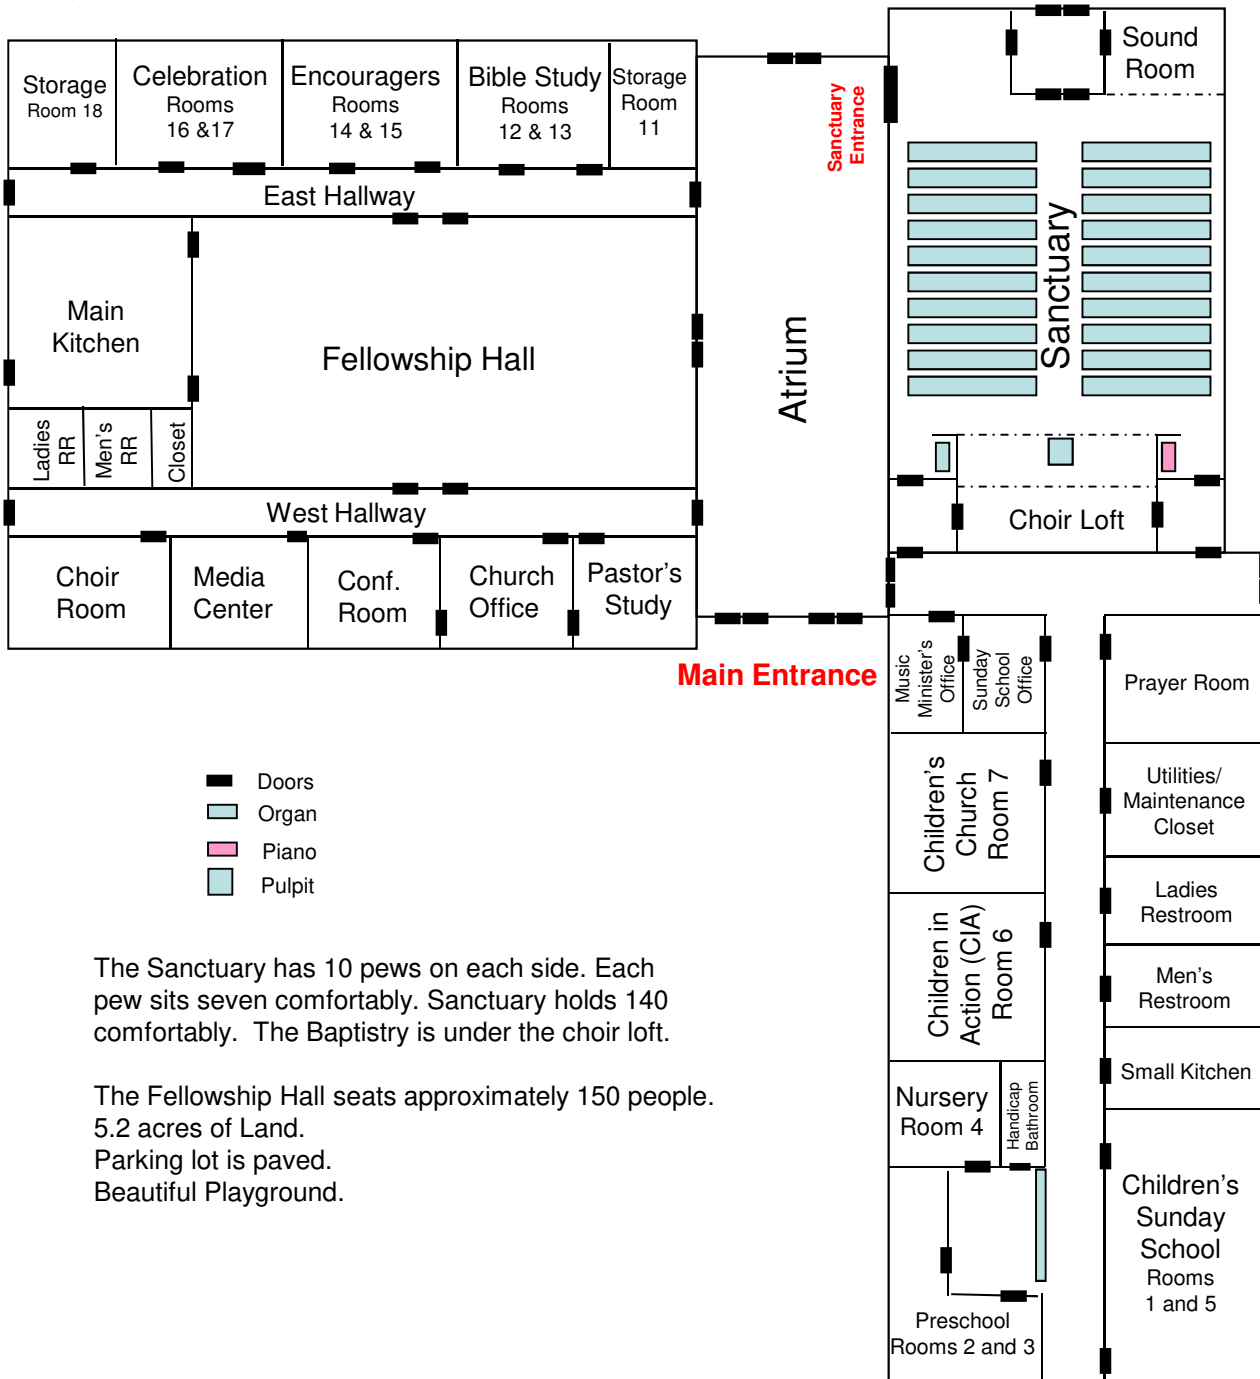 Sound
Room
Storage
Room 18
Celebration
Rooms
16 &17
Encouragers
Rooms
14 & 15
Bible Study
Rooms
12 & 13
Storage
Room
11
Sanctuary
Entrance
East Hallway
Main
Kitchen
Fellowship Hall
Atrium
Sanctuary
Ladies
RR
Men's
RR
Closet
West Hallway
Choir Loft
Choir
Room
Media
Center
Conf.
Room
Church
Office
Pastor's
Study
Main Entrance
Music
Minister's
Office
Sunday
School
Office
Prayer Room
Children's
Church
Room 7
Utilities/
Maintenance
Closet
Doors
Organ
Piano
Pulpit
Ladies
Restroom
Children in
Action (CIA)
Room 6
Men's
Restroom
Small Kitchen
The Sanctuary has 10 pews on each side. Each
pew sits seven comfortably. Sanctuary holds 140
comfortably.  The Baptistry is under the choir loft.
The Fellowship Hall seats approximately 150 people.
5.2 acres of Land.
Parking lot is paved.
Beautiful Playground.
Nursery
Room 4
Handicap
Bathroom
Children's
Sunday
School
Rooms
1 and 5
Preschool
Rooms 2 and 3